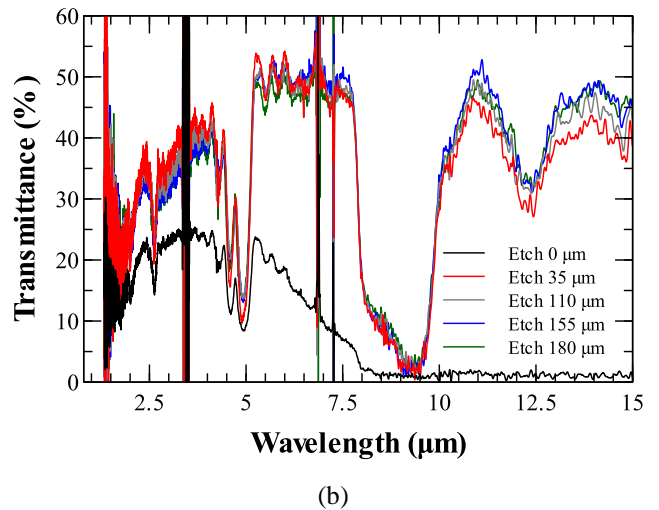 60
50
40
30
20
10
0
Transmittance (%)
Etch 0 μm
Etch 35 μm
Etch 110 μm
Etch 155 μm
Etch 180 μm
2.5 5 7.5 10 12.5 15
Wavelength (μm)
(b)